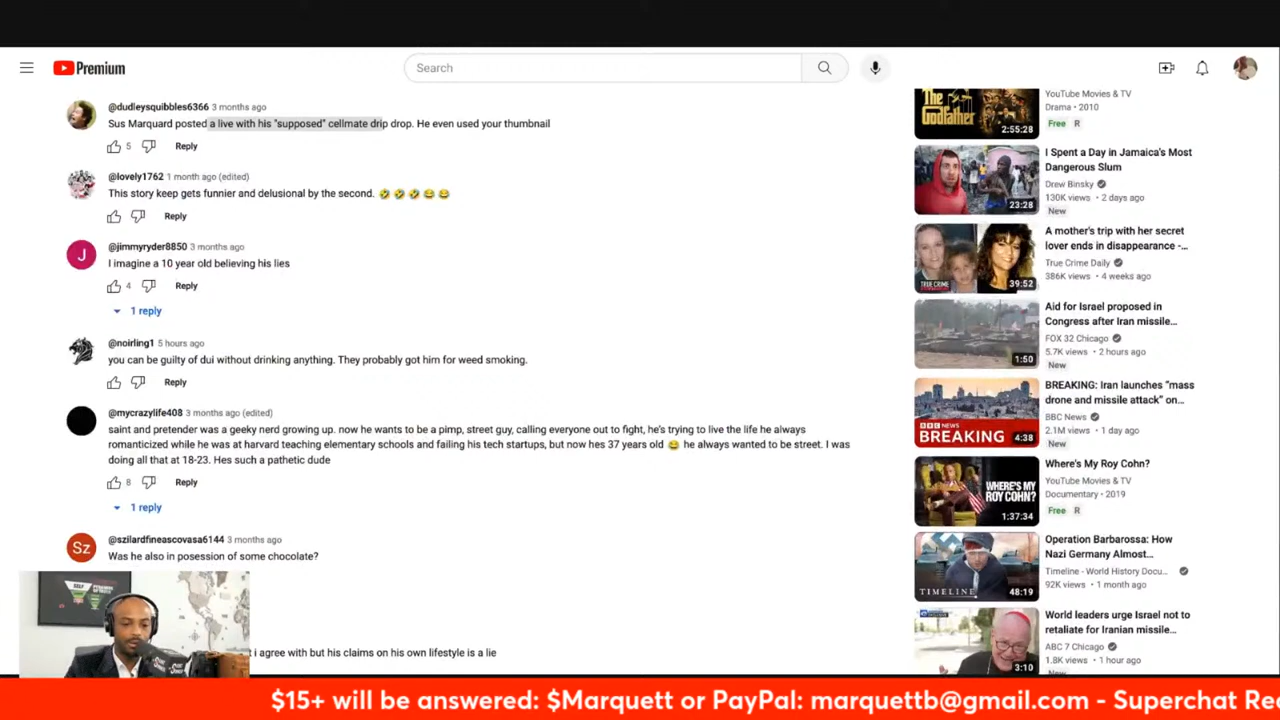 Premium
Search
@dudleysquibbles6366 3 months ago
Sus Marquard posted a live with his "supposed" cellmate drip drop. He even used your thumbnail
5
Reply
@lovely1762 1 month ago (edited)
This story keep gets funnier and delusional by the second. 🤣 🤣 🤣 😂 😂
Reply
J
@jimmyryder8850 3 months ago
I imagine a 10 year old believing his lies
4
Reply
1 reply
@noirling1 5 hours ago
you can be guilty of dui without drinking anything. They probably got him for weed smoking.
Reply
@mycrazylife408 3 months ago (edited)
saint and pretender was a geeky nerd growing up. now he wants to be a pimp, street guy, calling everyone out to fight, he's trying to live the life he always
romanticized while he was at harvard teaching elementary schools and failing his tech startups, but now hes 37 years old 😂 he always wanted to be street. I was
doing all that at 18-23. Hes such a pathetic dude
8
Reply
1 reply
Sz
@szilardfineascovasa6144 3 months ago
Was he also in posession of some chocolate?
i agree with but his claims on his own lifestyle is a lie
The
Godfather
2:55:28
YouTube Movies & TV
Drama • 2010
Free R
23:28
I Spent a Day in Jamaica's Most
Dangerous Slum
Drew Binsky
130K views • 2 days ago
New
TRUE CRIME
39:52
A mother's trip with her secret
lover ends in disappearance -...
True Crime Daily
386K views • 4 weeks ago
1:50
Aid for Israel proposed in
Congress after Iran missile...
FOX 32 Chicago
5.7K views • 2 hours ago
New
BBC NEWS
BREAKING
4:38
BREAKING: Iran launches "mass
drone and missile attack" on...
BBC News
2.1M views • 1 day ago
New
WHERE'S MY
ROY COHN?
1:37:34
Where's My Roy Cohn?
YouTube Movies & TV
Documentary • 2019
Free R
TIMELINE
48:19
Operation Barbarossa: How
Nazi Germany Almost...
Timeline - World History Docu...
92K views • 1 month ago
3:10
World leaders urge Israel not to
retaliate for Iranian missile...
ABC 7 Chicago
1.8K views • 1 hour ago
New
$15+ will be answered: $Marquett or PayPal: marquettb@gmail.com - Superchat Re